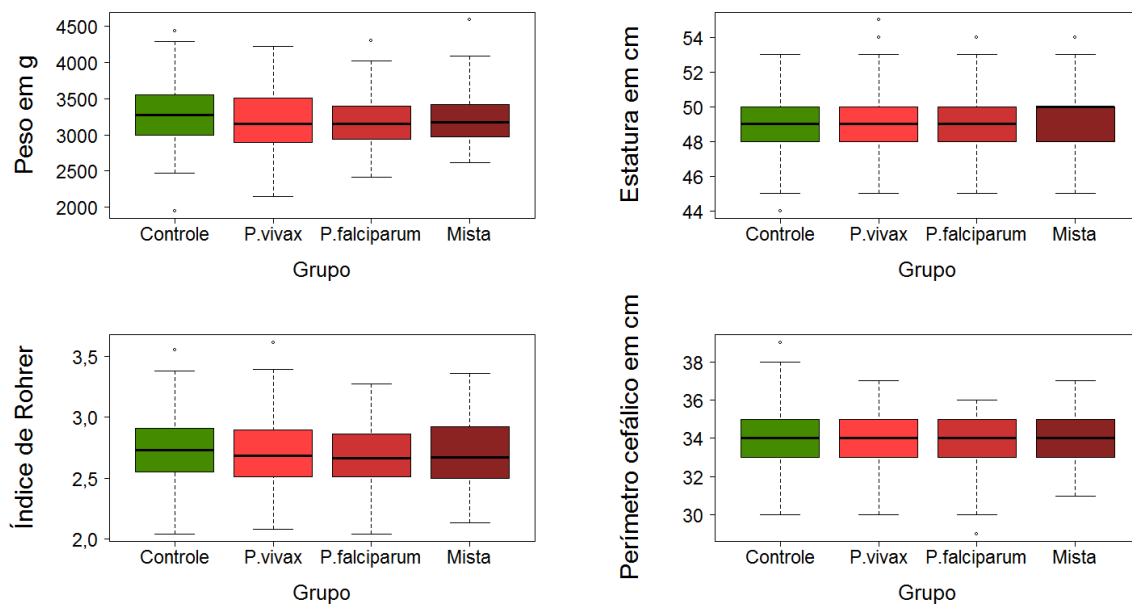 Peso em g
4500
4000
3500
3000
2500
2000
Controle P.vivax P.falciparum Mista
Grupo
Estatura em cm
54
52
50
48
46
44
Controle P.vivax P.falciparum Mista
Grupo
Índice de Rohrer
3,5
3,0
2,5
2,0
Controle P.vivax P.falciparum Mista
Grupo
Perímetro cefálico em cm
38
36
34
32
30
Controle P.vivax P.falciparum Mista
Grupo